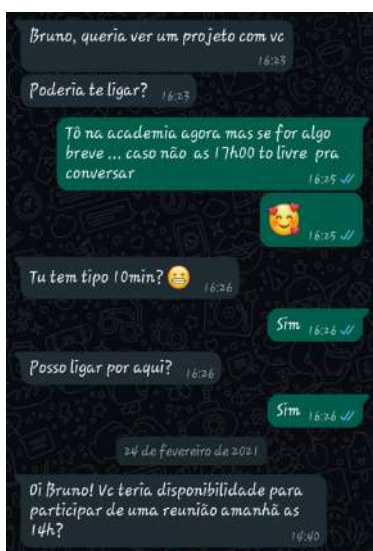 Bruno, queria ver um projeto com vc
16:23
Poderia te ligar? 16:23
Tô na academia agora mas se for algo
breve ... caso não as 17h00 to livre pra
conversar
16:25
16:25
Tu tem tipo 10min?😬 16:26
Sim 16:26
Posso ligar por aqui? 16:26
Sim 16:26
24 de fevereiro de 2021
Oi Bruno! Vc teria disponibilidade para
participar de uma reunião amanhã as
14h?
14:40